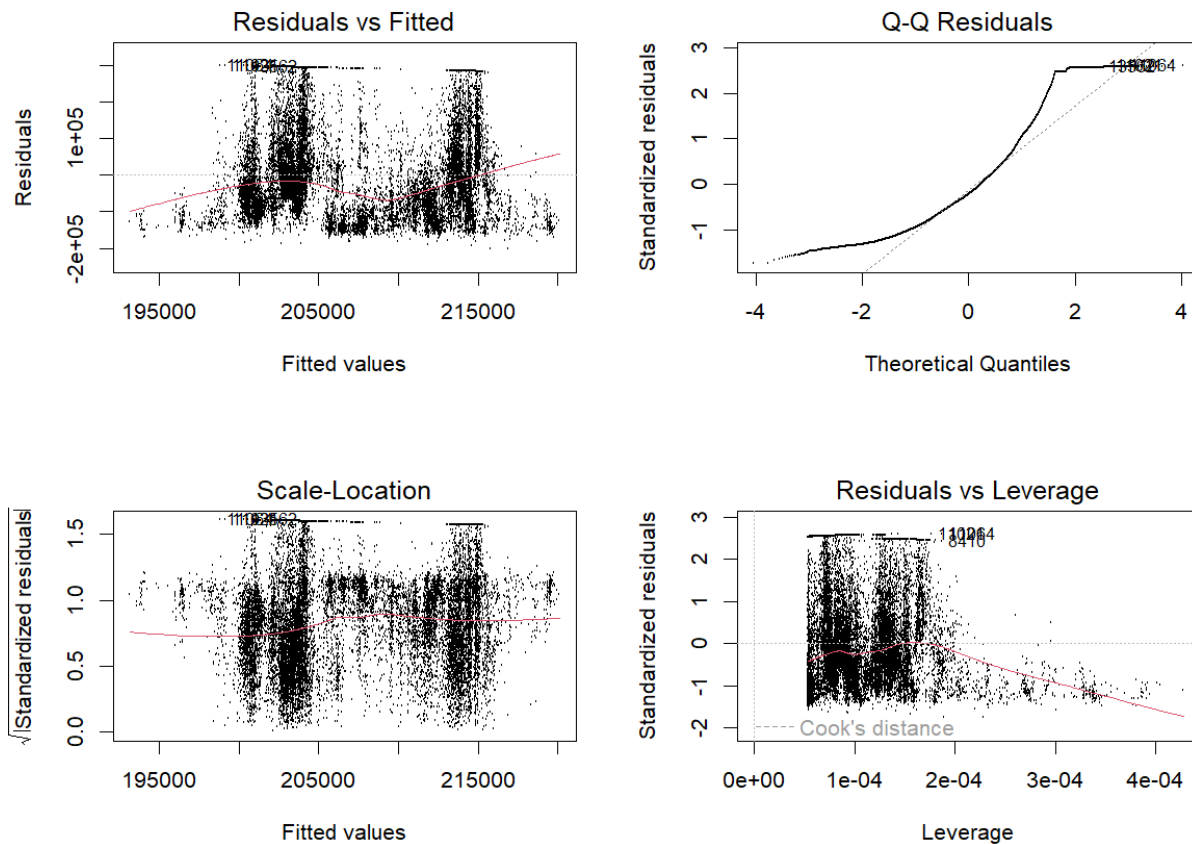 Residuals vs Fitted
Residuals
1e+05
-2e+05
195000 205000 215000
Fitted values
Q-Q Residuals
Standardized residuals
3
2
1
0
-1
-4 -2 0 2 4
Theoretical Quantiles
Scale-Location
√|Standardized residuals|
1.5
1.0
0.5
0.0
195000 205000 215000
Fitted values
Residuals vs Leverage
Standardized residuals
3
2
1
0
-1
-2
8410
Cook's distance
0e+00 1e-04 2e-04 3e-04 4e-04
Leverage